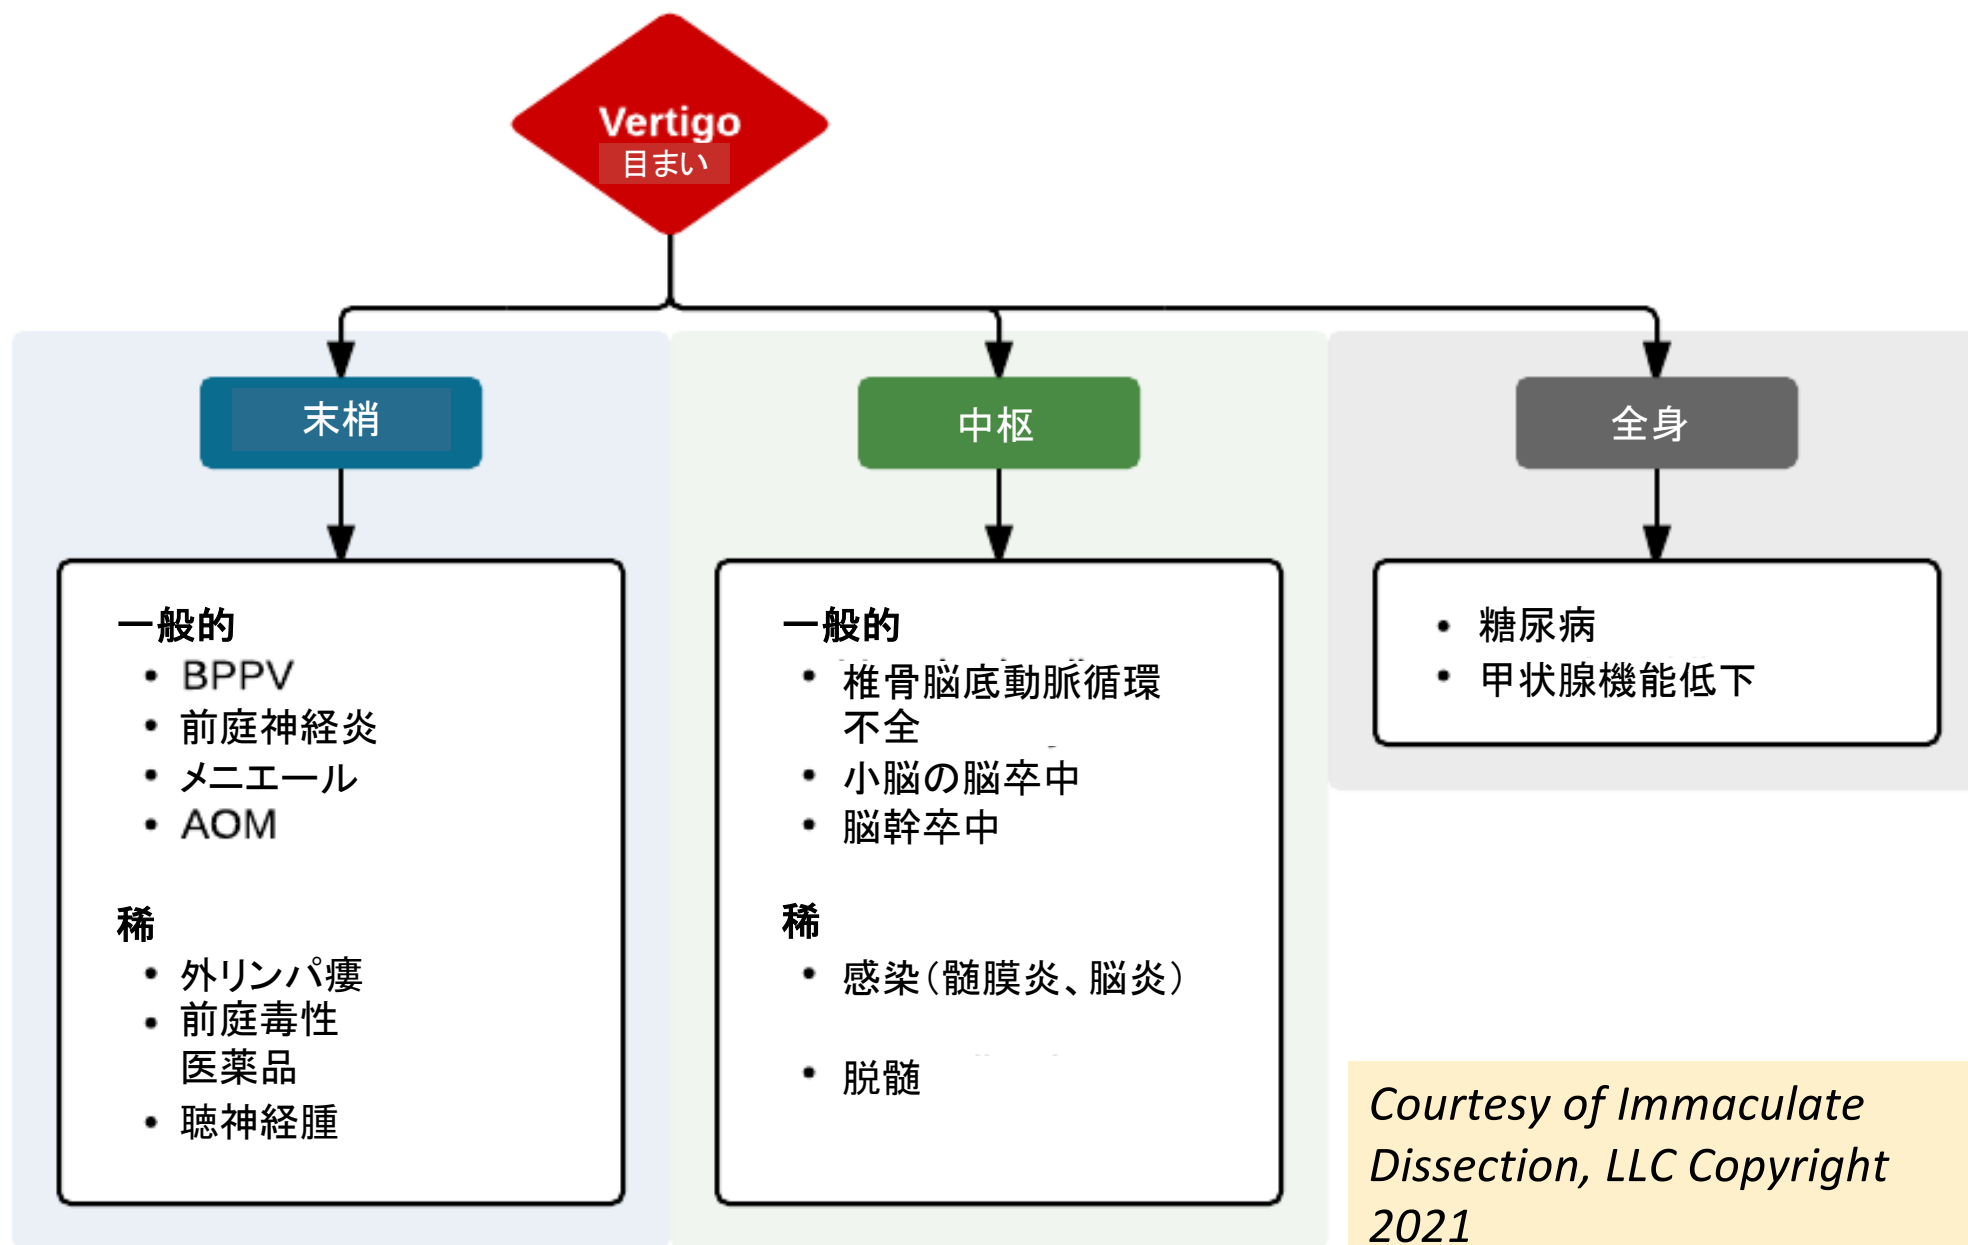 Vertigo
目まい
末梢
中枢
全身
一般的
BPPV
前庭神経炎
メニエール
AOM
稀
外リンパ瘻
前庭毒性
医薬品
聴神経腫
一般的
椎骨脳底動脈循環
不全
小脳の脳卒中
脳幹卒中
稀
感染(髄膜炎、脳炎)
脱髄
糖尿病
甲状腺機能低下
Courtesy of Immaculate
Dissection, LLC Copyright
2021